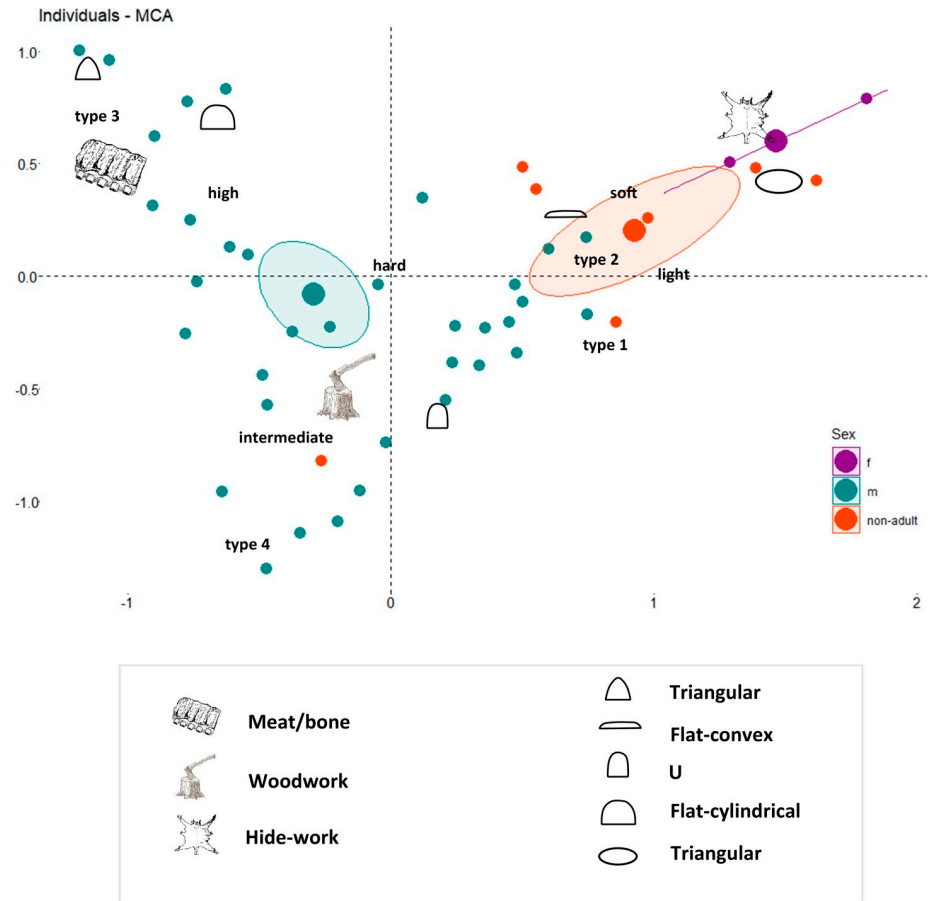 Individuals - MCA
1.0
type 3
0.5
high
soft
hard
0.0
type 2
light
type 1
-0.5
intermediate
Sex
f
m
non-adult
-1.0
type 4
-1
0
1
2
Meat/bone
Woodwork
Hide-work
Triangular
Flat-convex
U
Flat-cylindrical
Triangular